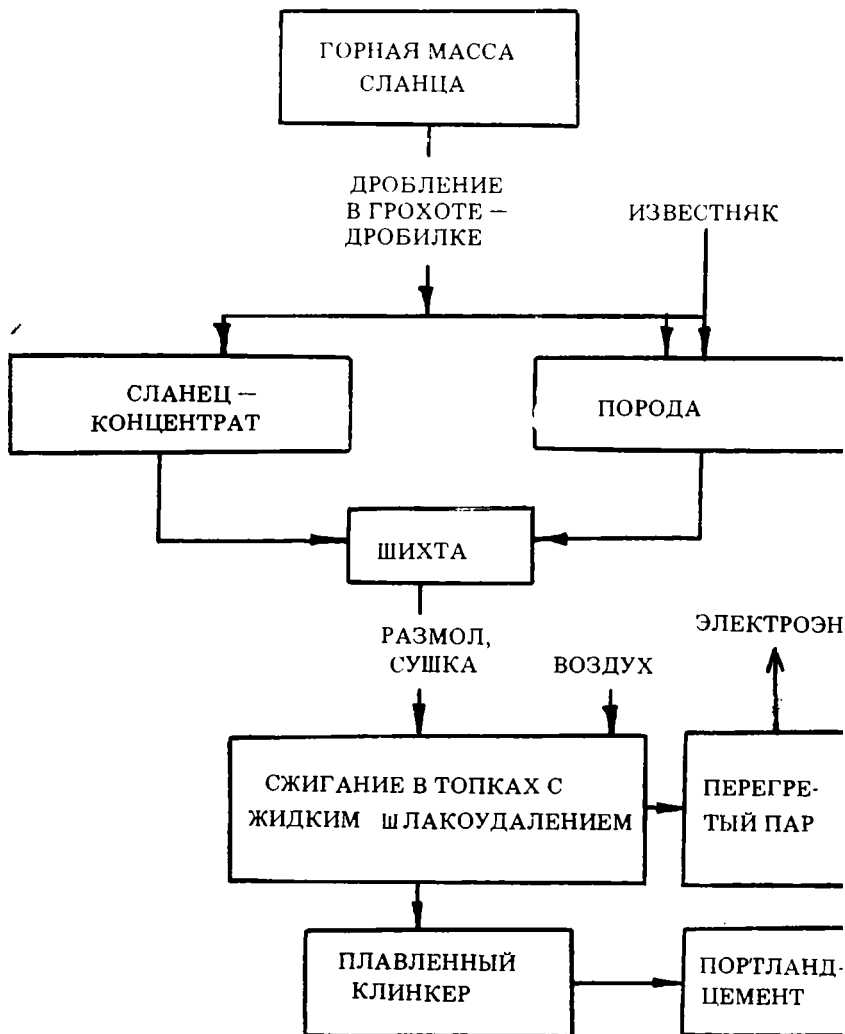 ГОРНАЯ МАССА
СЛАНЦА
ДРОБЛЕНИЕ
В ГРОХОТЕ –
ДРОБИЛКЕ
ИЗВЕСТНЯК
СЛАНЕЦ –
КОНЦЕНТРАТ
ПОРОДА
ШИХТА
РАЗМОЛ,
СУШКА
ВОЗДУХ
ЭЛЕКТРОЭН
СЖИГАНИЕ В ТОПКАХ С
ЖИДКИМ ШЛАКОУДАЛЕНИЕМ
ПЕРЕГРЕ-
ТЫЙ ПАР
ПЛАВЛЕННЫЙ
КЛИНКЕР
ПОРТЛАНД-
ЦЕМЕНТ